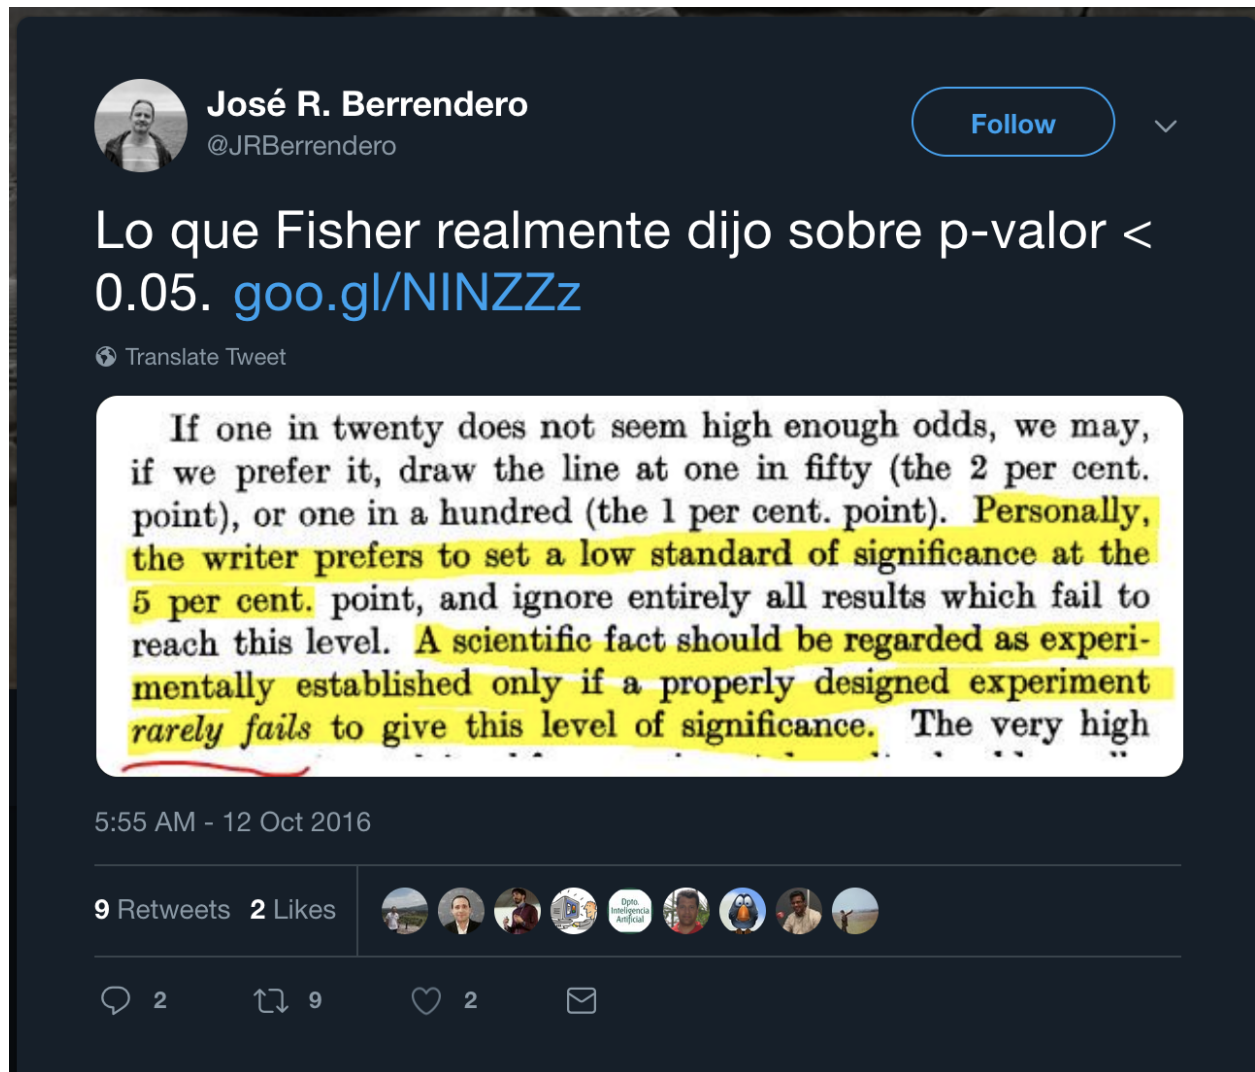 José R. Berrendero
@JRBerrendero
Follow
Lo que Fisher realmente dijo sobre p-valor <
0.05. goo.gl/NINZZz
Translate Tweet
If one in twenty does not seem high enough odds, we may,
if we prefer it, draw the line at one in fifty (the 2 per cent.
point), or one in a hundred (the 1 per cent. point). Personally,
the writer prefers to set a low standard of significance at the
5 per cent. point, and ignore entirely all results which fail to
reach this level. A scientific fact should be regarded as experi-
mentally established only if a properly designed experiment
rarely fails to give this level of significance. The very high
5:55 AM - 12 Oct 2016
9 Retweets 2 Likes
Dpto.
Inteligencia
Artificial
2 9 2